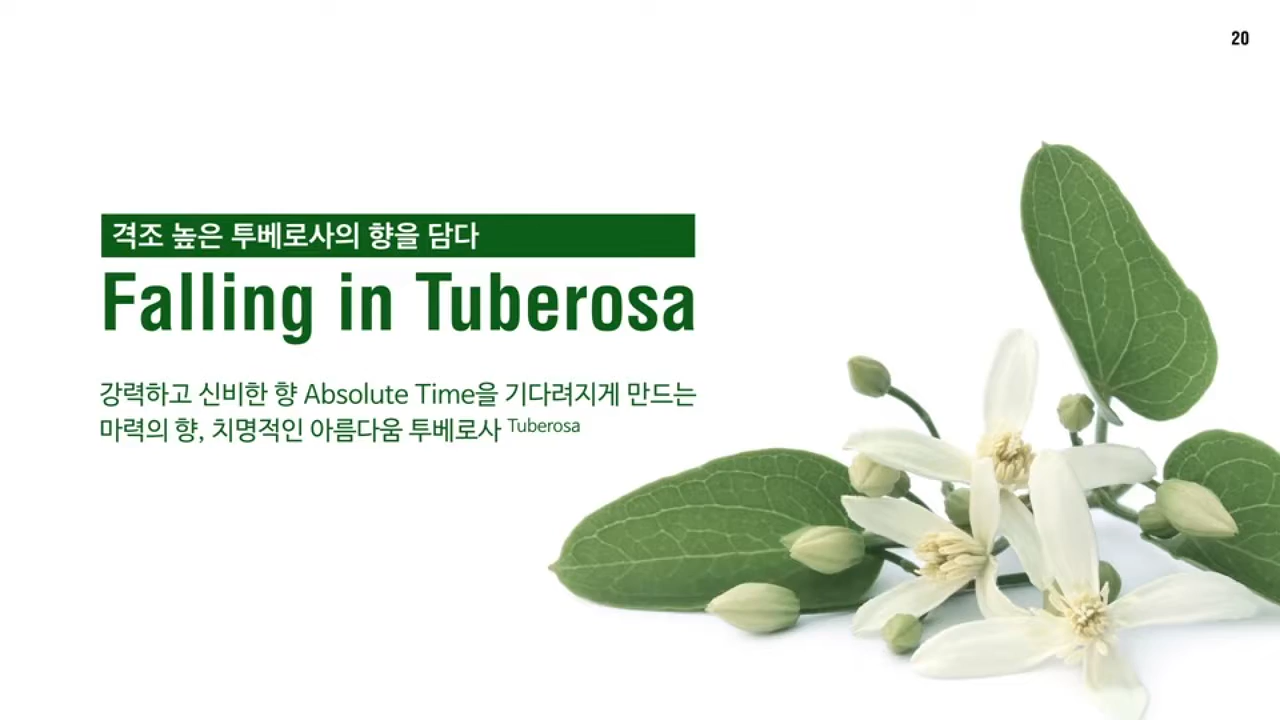 20
격조 높은 투베로사의 향을 담다
Falling in Tuberosa
강력하고 신비한 향 Absolute Time을 기다려지게 만드는
마력의 향, 치명적인 아름다움 투베로사 Tuberosa